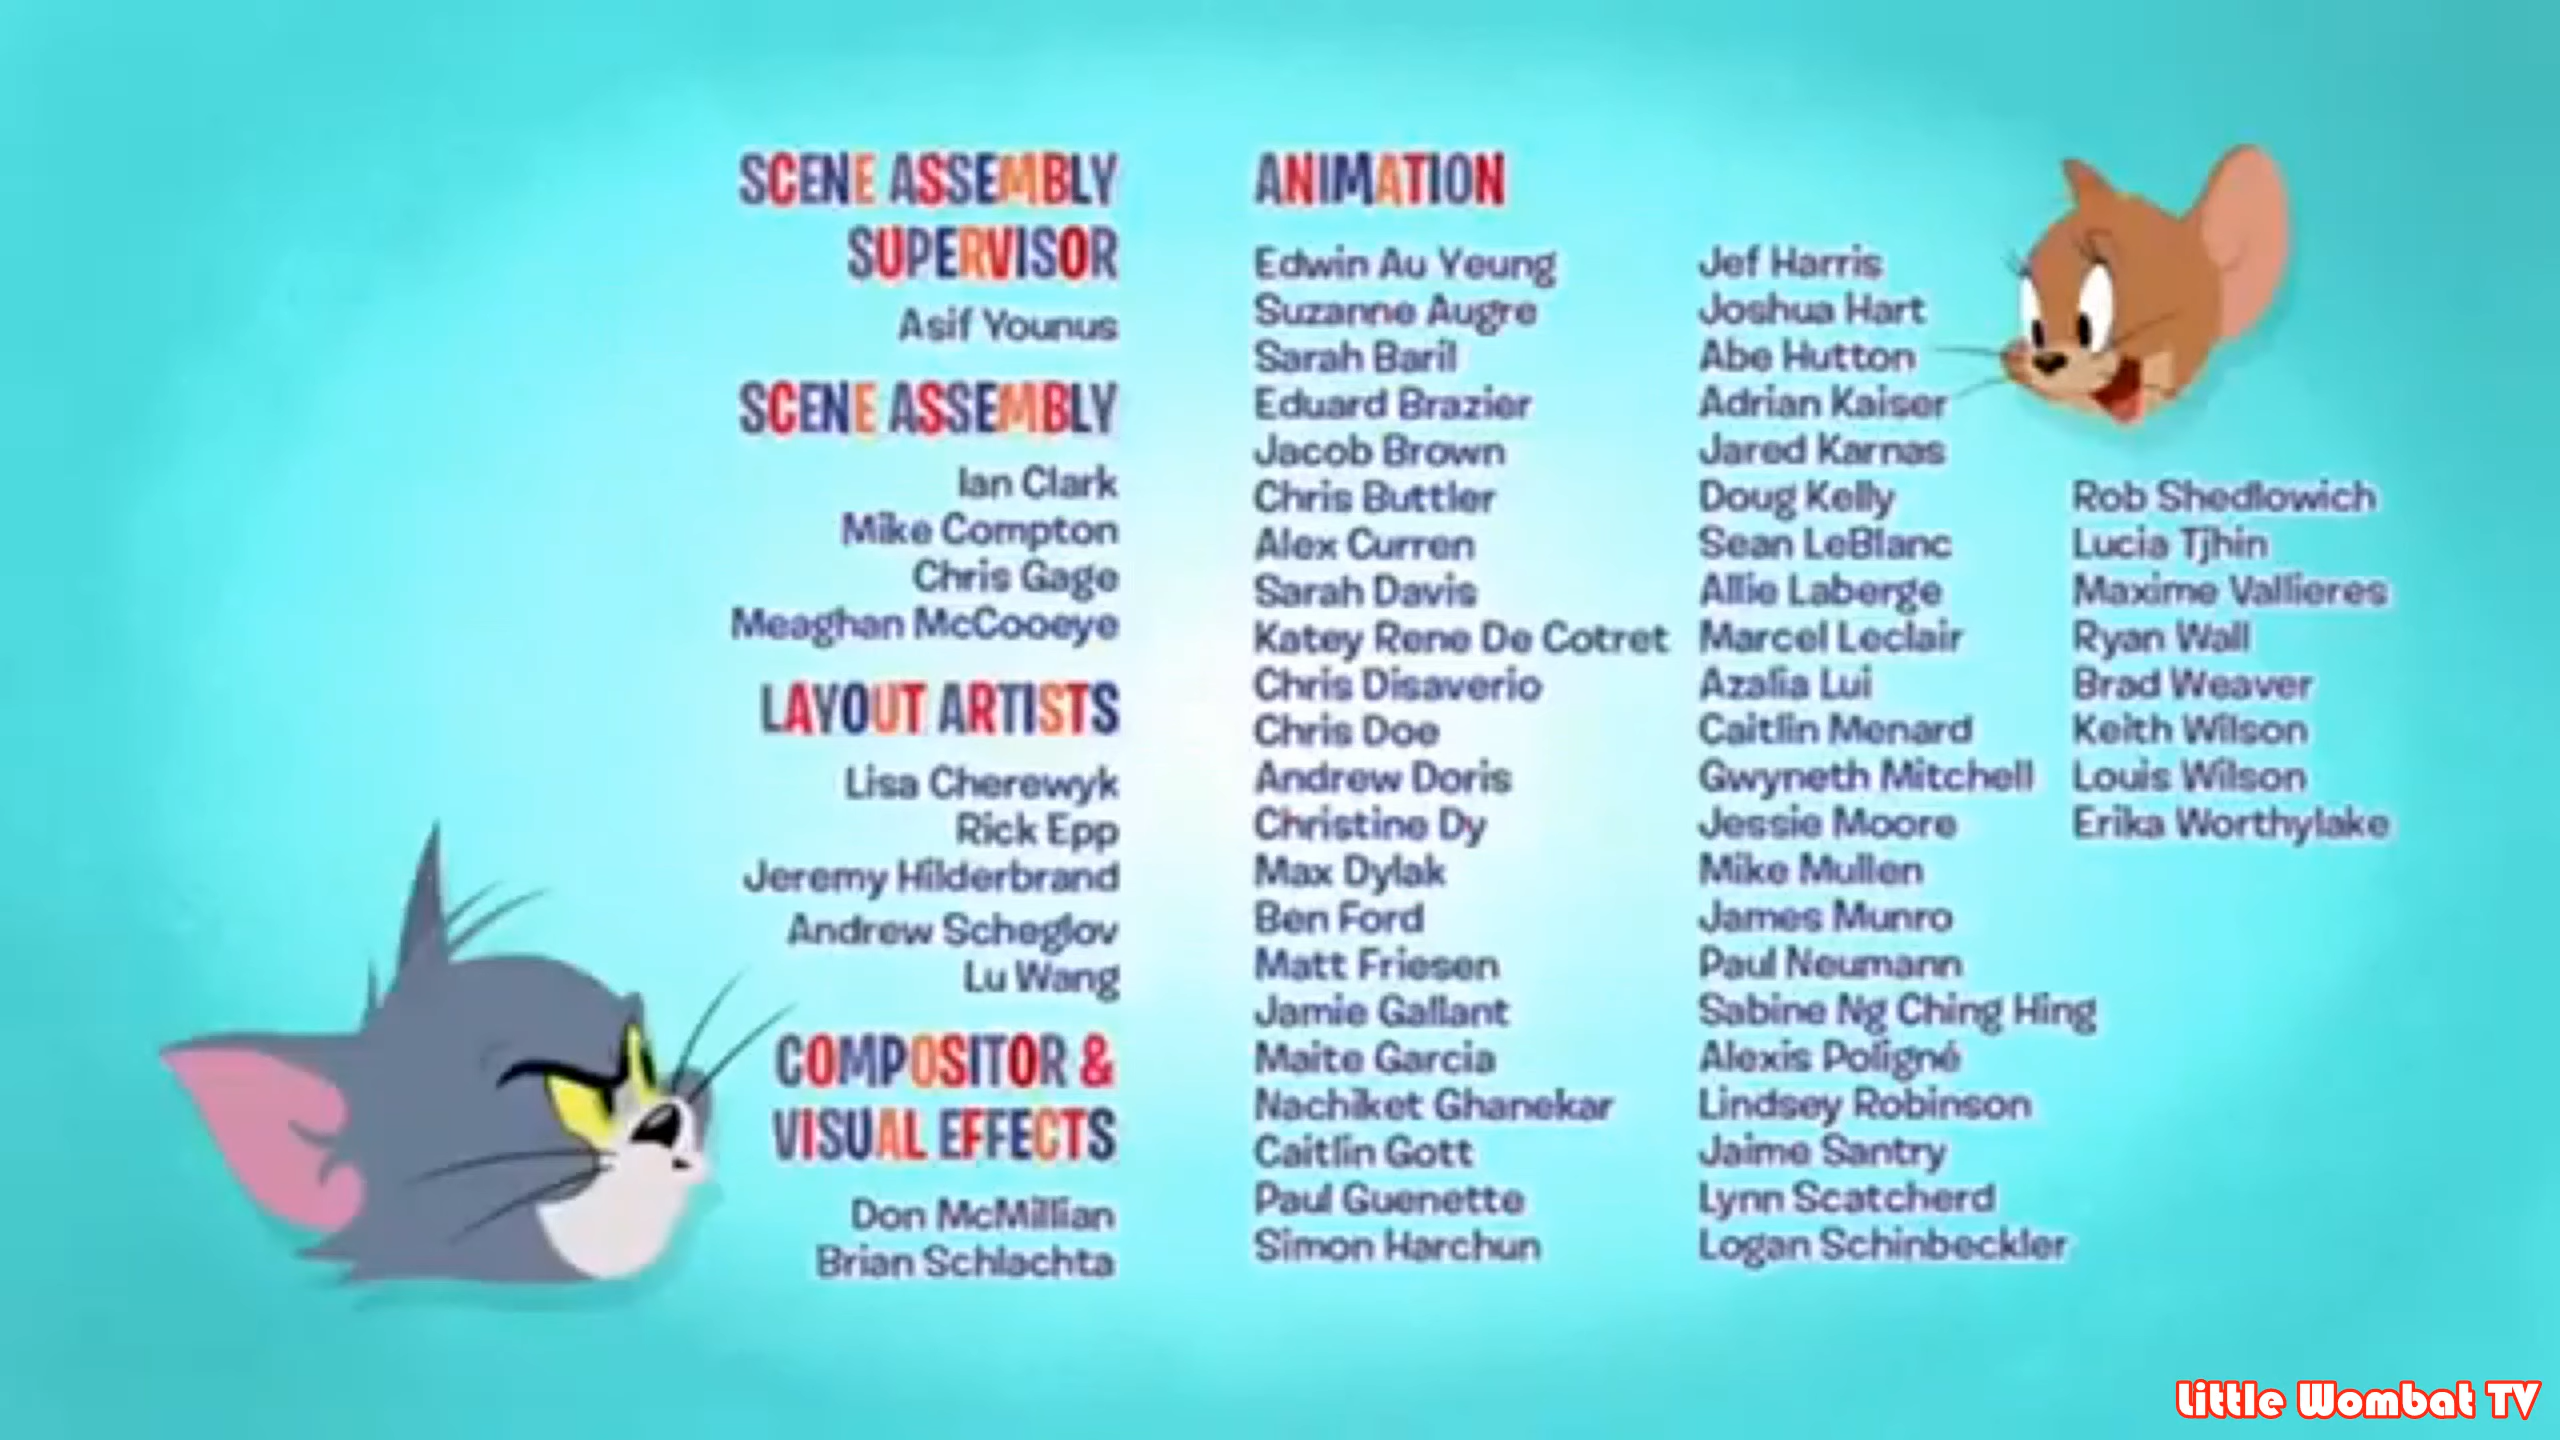 SCENE ASSEMBLY
SUPERVISOR
Asif Younus
SCENE ASSEMBLY
Ian Clark
Mike Compton
Chris Gage
Meaghan McCooeye
LAYOUT ARTISTS
Lisa Cherewyk
Rick Epp
Jeremy Hilderbrand
Andrew Scheglov
Lu Wang
COMPOSITOR &
VISUAL EFFECTS
Don McMillian
Brian Schlachta
ANIMATION
Edwin Au Yeung
Suzanne Augre
Sarah Baril
Eduard Brazier
Jacob Brown
Chris Buttler
Alex Curren
Sarah Davis
Katey Rene De Cotret
Chris Disaverio
Chris Doe
Andrew Doris
Christine Dy
Max Dylak
Ben Ford
Matt Friesen
Jamie Gallant
Maite Garcia
Nachiket Ghanekar
Caitlin Gott
Paul Guenette
Simon Harchun
Jef Harris
Joshua Hart
Abe Hutton
Adrian Kaiser
Jared Karnas
Doug Kelly
Sean LeBlanc
Allie Laberge
Marcel Leclair
Azalia Lui
Caitlin Menard
Gwyneth Mitchell
Jessie Moore
Mike Mullen
James Munro
Paul Neumann
Sabine Ng Ching Hing
Alexis Poligné
Lindsey Robinson
Jaime Santry
Lynn Scatcherd
Logan Schinbeckler
Rob Shedlowich
Lucia Tjhin
Maxime Vallieres
Ryan Wall
Brad Weaver
Keith Wilson
Louis Wilson
Erika Worthylake
Little Wombat TV